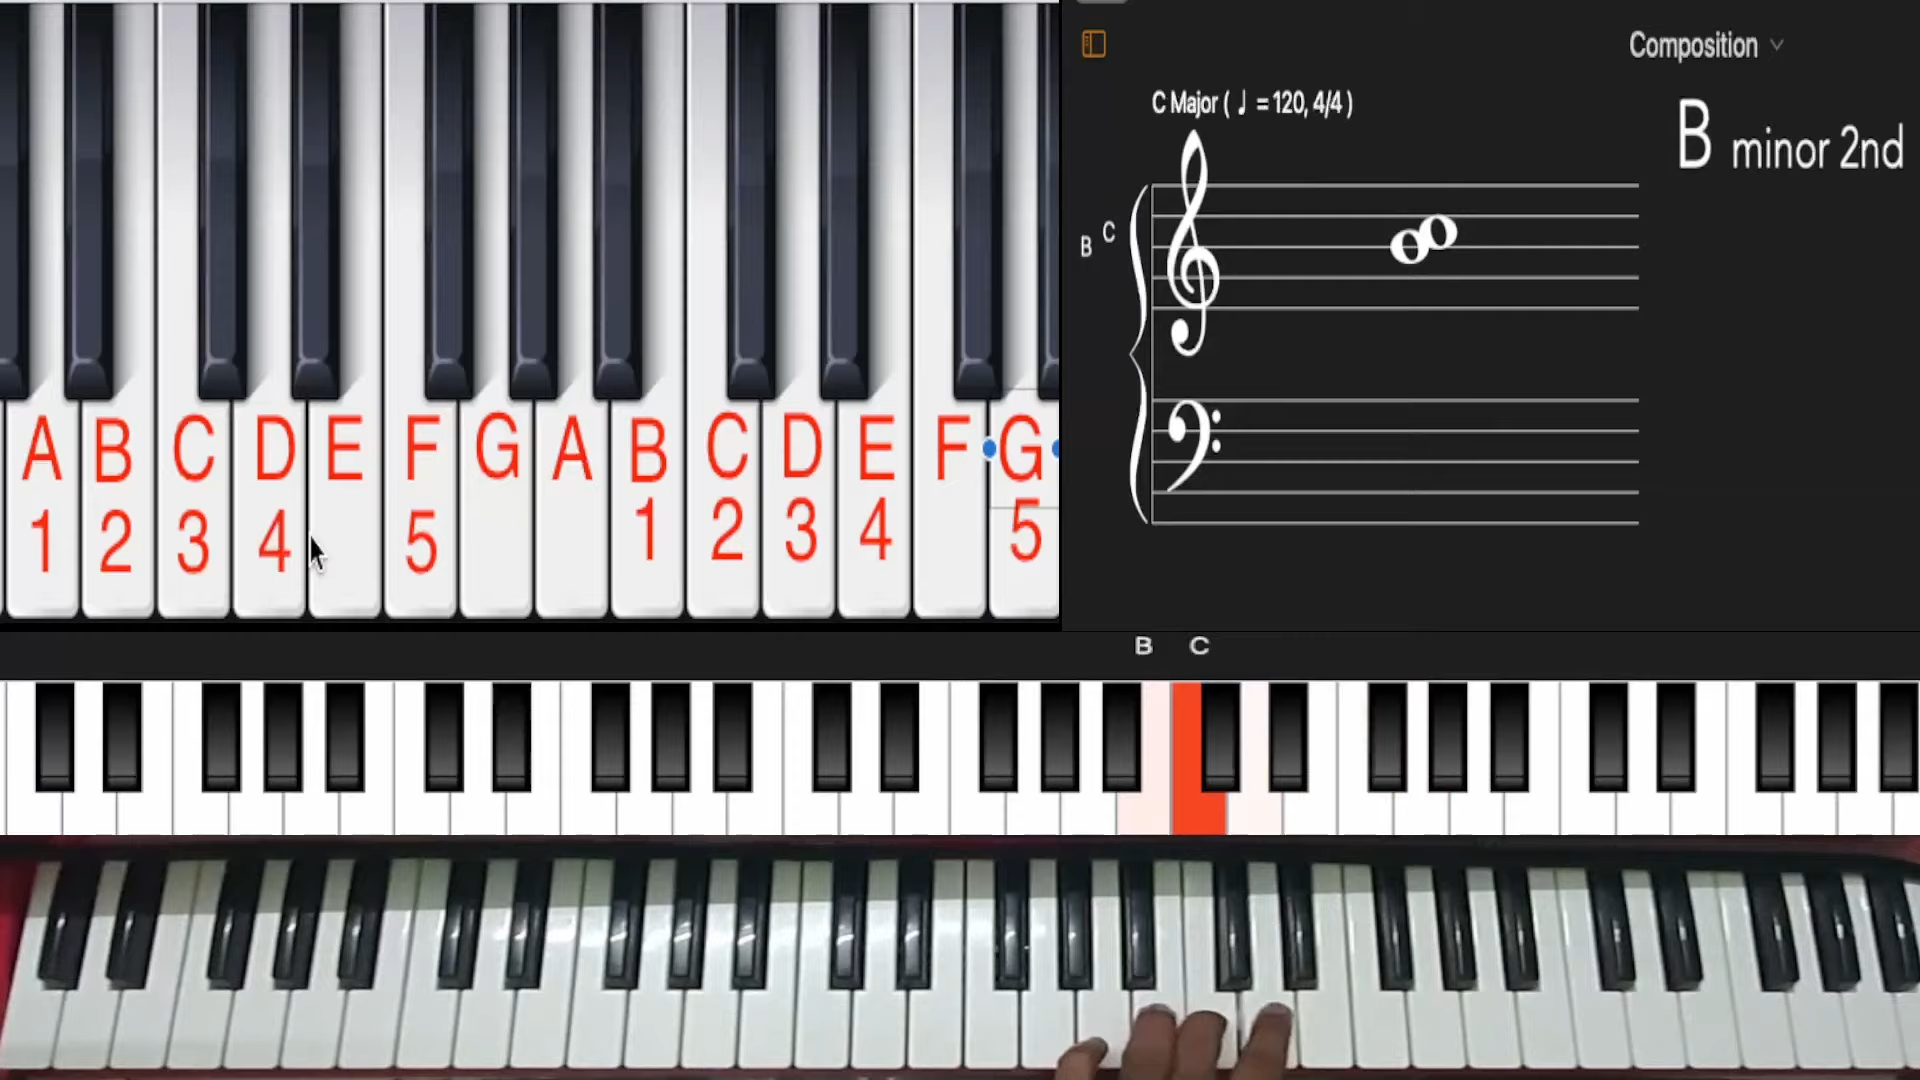 A B C D E F G A B C D E F G
1 2 3 4 5 1 2 3 4 5
Composition
C Major ( ♩ = 120, 4/4 )
B minor 2nd
B C
B C